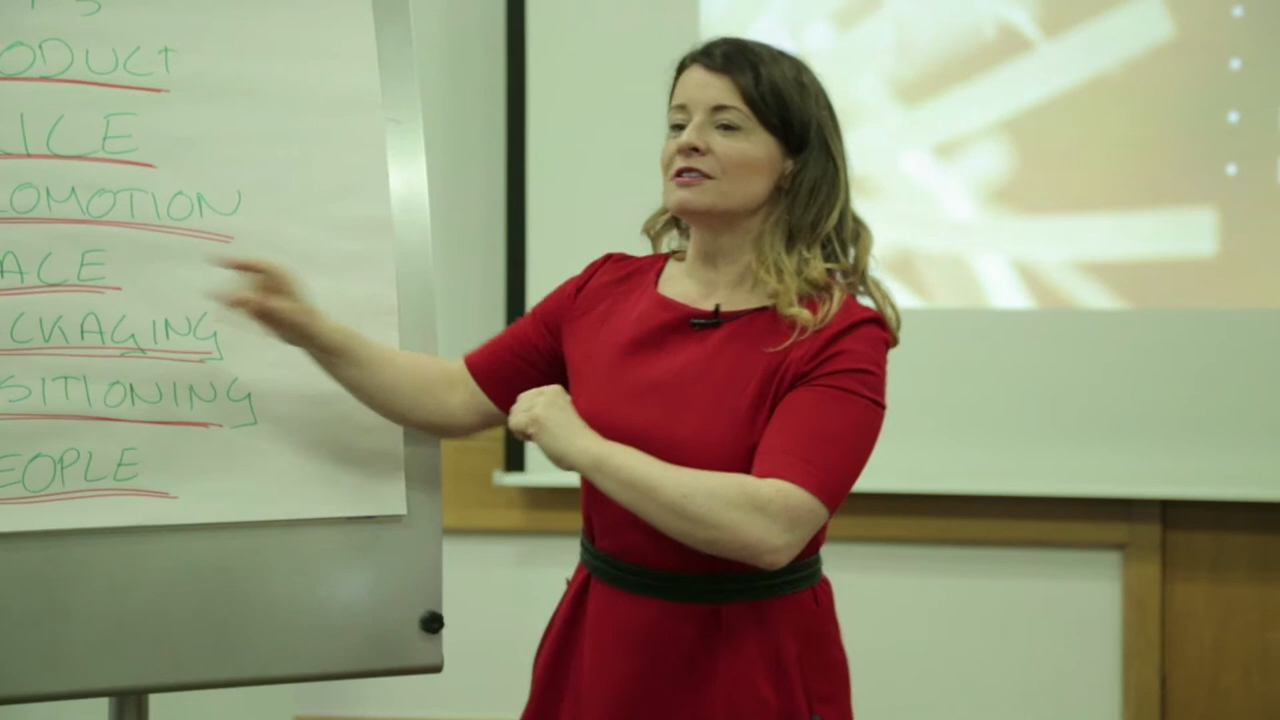 P'S
ODUCT
ICE
OMOTION
ACE
CKAGING
SITIONING
EOPLE